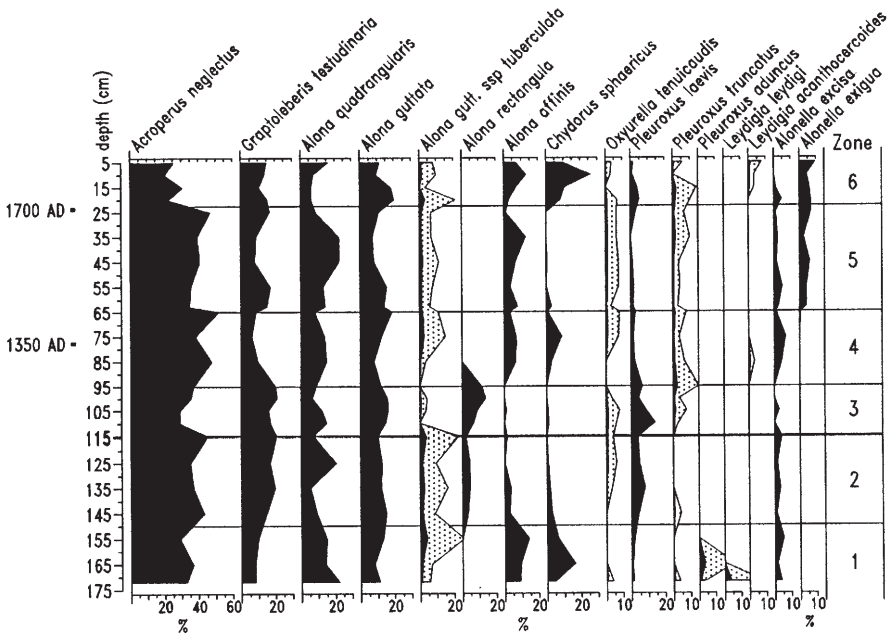 depth (cm)
Acroperus neglectus
Graptoleberis testudinaria
Alona quadrangularis
Alona guttata
Alona gutt. ssp tuberculata
Alona rectangula
Alona affinis
Chydorus sphaericus
Oxyurella tenuicaudis
Pleuroxus laevis
Pleuroxus truncatus
Pleuroxus aduncus
Leydigia leydigi
Leydigia acanthocercoides
Alonella excisa
Alonella exigua
Zone
5
15
25
35
45
55
65
75
85
95
105
115
125
135
145
155
165
175
1700 AD
1350 AD
6
5
4
3
2
1
20 40 60 20 20 20 20 20 20 20 10 10 10 10 10 10 10 10
% % % %